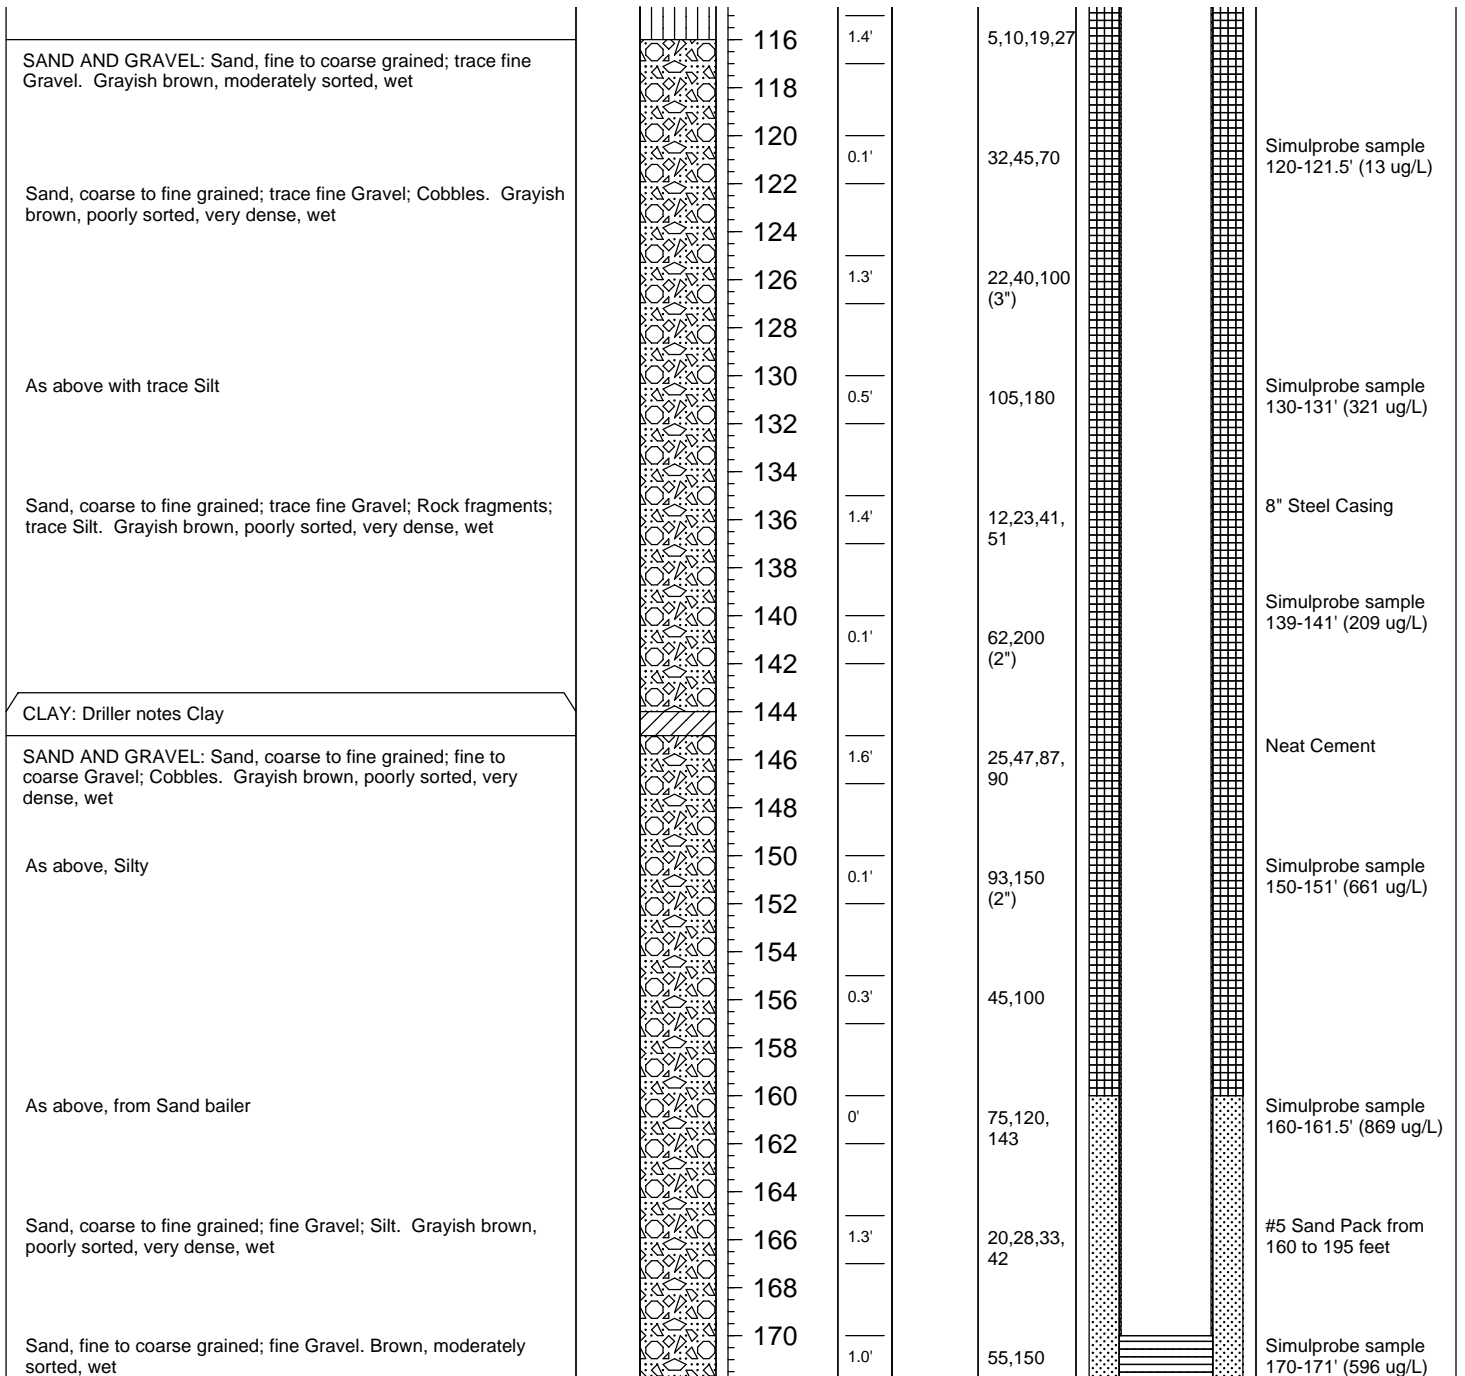 116
1.4'
5,10,19,27
SAND AND GRAVEL: Sand, fine to coarse grained; trace fine
Gravel.  Grayish brown, moderately sorted, wet
118
120
Simulprobe sample
120-121.5' (13 ug/L)
0.1'
32,45,70
122
Sand, coarse to fine grained; trace fine Gravel; Cobbles.  Grayish
brown, poorly sorted, very dense, wet
124
126
1.3'
22,40,100
(3")
128
130
As above with trace Silt
Simulprobe sample
130-131' (321 ug/L)
0.5'
105,180
132
134
Sand, coarse to fine grained; trace fine Gravel; Rock fragments;
trace Silt.  Grayish brown, poorly sorted, very dense, wet
8" Steel Casing
136
1.4'
12,23,41,
51
138
140
Simulprobe sample
139-141' (209 ug/L)
0.1'
62,200
(2")
142
144
CLAY: Driller notes Clay
SAND AND GRAVEL: Sand, coarse to fine grained; fine to
coarse Gravel; Cobbles.  Grayish brown, poorly sorted, very
dense, wet
146
1.6'
25,47,87,
90
Neat Cement
148
150
As above, Silty
Simulprobe sample
150-151' (661 ug/L)
0.1'
93,150
(2")
152
154
156
0.3'
45,100
158
160
As above, from Sand bailer
Simulprobe sample
160-161.5' (869 ug/L)
0'
75,120,
143
162
164
Sand, coarse to fine grained; fine Gravel; Silt.  Grayish brown,
poorly sorted, very dense, wet
#5 Sand Pack from
160 to 195 feet
166
1.3'
20,28,33,
42
168
170
Sand, fine to coarse grained; fine Gravel. Brown, moderately
sorted, wet
1.0'
55,150
Simulprobe sample
170-171' (596 ug/L)